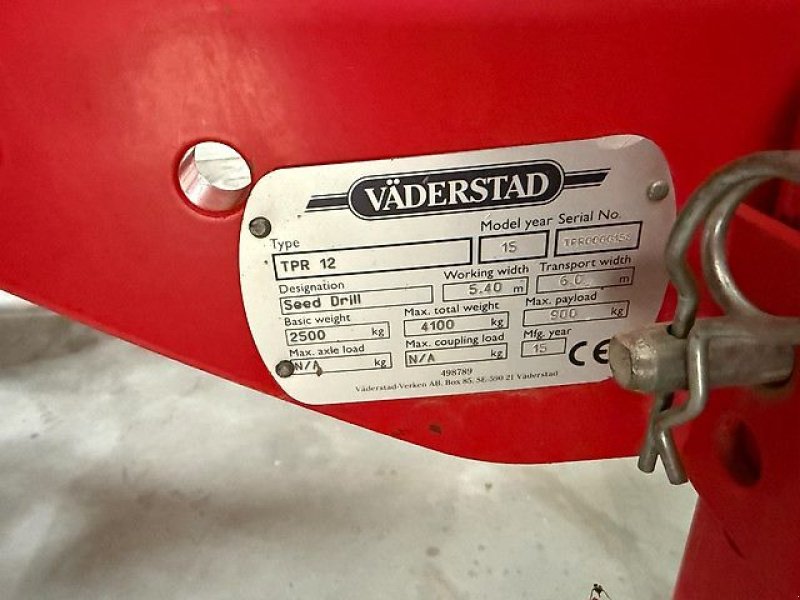 VÄDERSTAD
Model year Serial No.
Type
TPR 12
15
Working width Transport width
Designation
5.40 m
6.0 m
Seed Drill
Basic weight Max. total weight Max. payload
2500 kg
4100 kg
900 kg
Max. axle load Max. coupling load Mfg. year
N/A kg
N/A kg
15
CE
498789
Väderstad-Verken AB, Box 85, SE-590 21 Väderstad